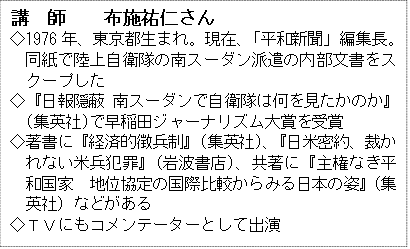 講　師　　布施祐仁さん
◇1976年、東京都生まれ。現在、「平和新聞」編集長。
同紙で陸上自衛隊の南スーダン派遣の内部文書をス
クープした
◇『日報隠蔽 南スーダンで自衛隊は何を見たかのか』
(集英社)で早稲田ジャーナリズム大賞を受賞
◇著書に『経済的徴兵制』(集英社)、『日米密約、裁か
れない米兵犯罪』(岩波書店)、共著に『主権なき平
和国家　地位協定の国際比較からみる日本の姿』(集
英社) などがある
◇ＴＶにもコメンテーターとして出演